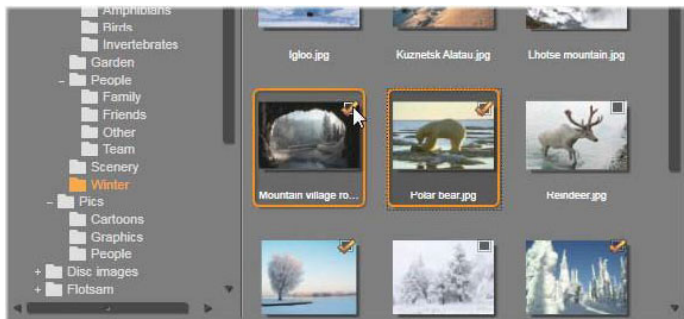 Amphibians
Birds
Invertebrates
Garden
People
Family
Friends
Other
Team
Scenery
Winter
Pics
Cartoons
Graphics
People
Disc images
Flotsam
Igloo.jpg
Kuznetsk Alatau.jpg
Lhotse mountain.jpg
Mountain village ro...
Polar bear.jpg
Reindeer.jpg